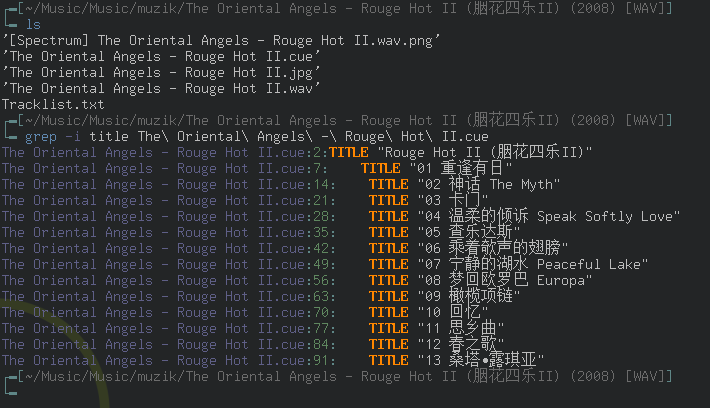 [~/Music/Music/muzik/The Oriental Angels - Rouge Hot II (胭花四乐II) (2008) [WAV]]
ls
'[Spectrum] The Oriental Angels - Rouge Hot II.wav.png'
'The Oriental Angels - Rouge Hot II.cue'
'The Oriental Angels - Rouge Hot II.jpg'
'The Oriental Angels - Rouge Hot II.wav'
Tracklist.txt
[~/Music/Music/muzik/The Oriental Angels - Rouge Hot II (胭花四乐II) (2008) [WAV]]
grep -i title The\ Oriental\ Angels\ -\ Rouge\ Hot\ II.cue
The Oriental Angels - Rouge Hot II.cue:2:TITLE "Rouge Hot II (胭花四乐II)"
The Oriental Angels - Rouge Hot II.cue:7:    TITLE "01 重逢有日"
The Oriental Angels - Rouge Hot II.cue:14:    TITLE "02 神话 The Myth"
The Oriental Angels - Rouge Hot II.cue:21:    TITLE "03 卡门"
The Oriental Angels - Rouge Hot II.cue:28:    TITLE "04 温柔的倾诉 Speak Softly Love"
The Oriental Angels - Rouge Hot II.cue:35:    TITLE "05 查乐达斯"
The Oriental Angels - Rouge Hot II.cue:42:    TITLE "06 乘着歌声的翅膀"
The Oriental Angels - Rouge Hot II.cue:49:    TITLE "07 宁静的湖水 Peaceful Lake"
The Oriental Angels - Rouge Hot II.cue:56:    TITLE "08 梦回欧罗巴 Europa"
The Oriental Angels - Rouge Hot II.cue:63:    TITLE "09 橄榄项链"
The Oriental Angels - Rouge Hot II.cue:70:    TITLE "10 回忆"
The Oriental Angels - Rouge Hot II.cue:77:    TITLE "11 思乡曲"
The Oriental Angels - Rouge Hot II.cue:84:    TITLE "12 春之歌"
The Oriental Angels - Rouge Hot II.cue:91:    TITLE "13 桑塔•露琪亚"
[~/Music/Music/muzik/The Oriental Angels - Rouge Hot II (胭花四乐II) (2008) [WAV]]